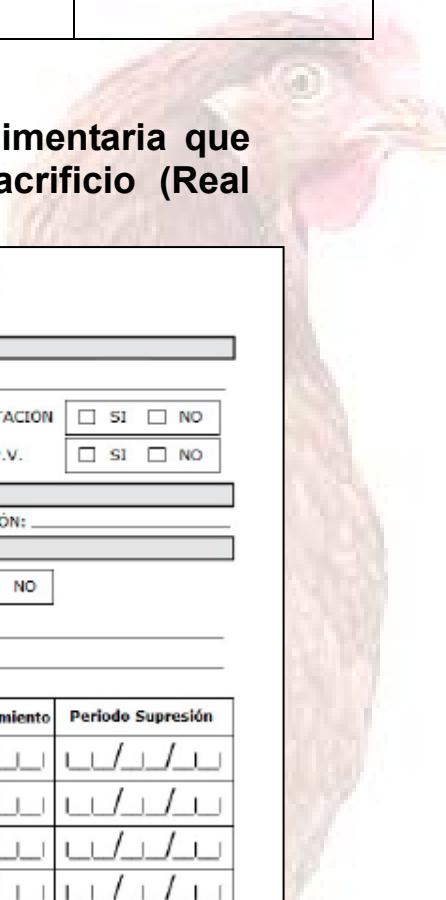 imentaria que
acrificio (Real
TACION ☐ SI ☐ NO
.V. ☐ SI ☐ NO
ÓN:
NO
miento Periodo Supresión